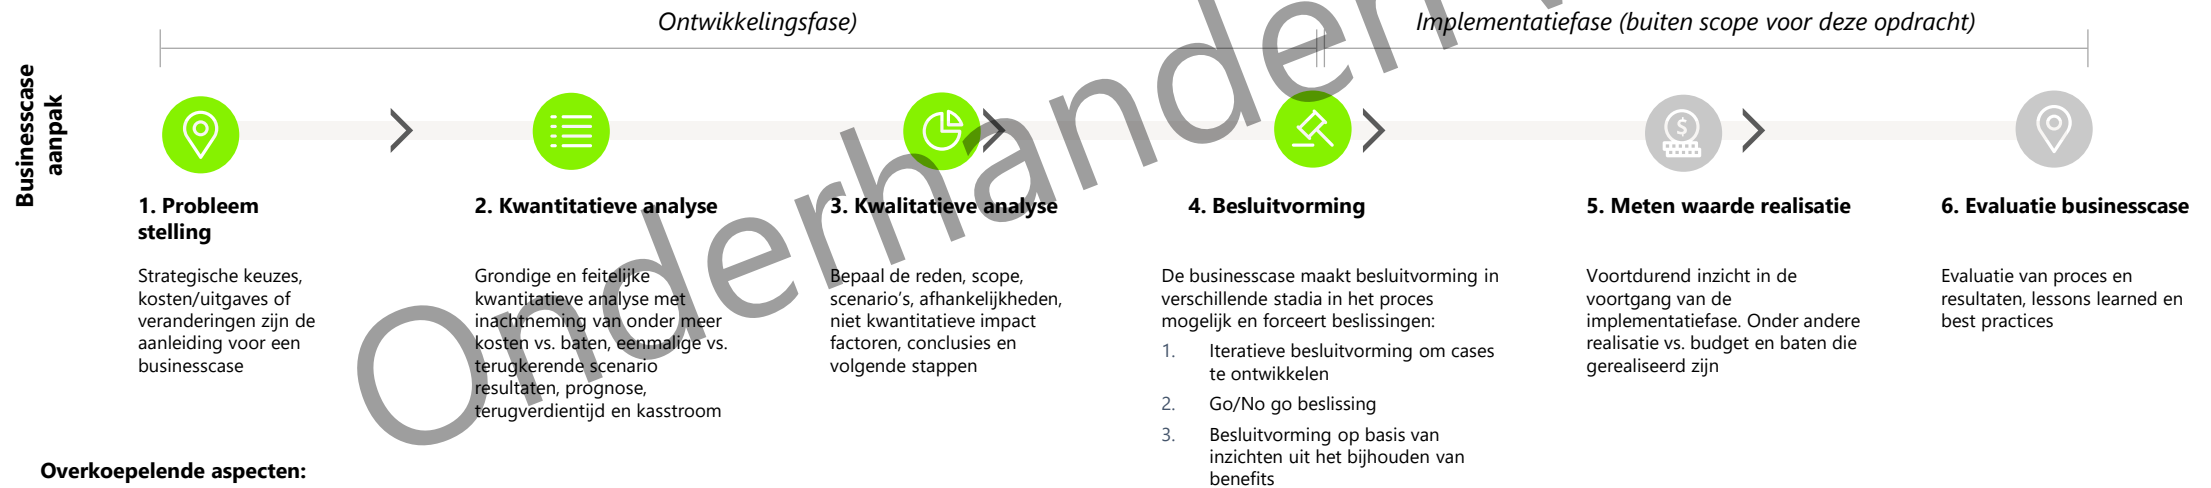 Ontwikkelingsfase)
Implementatiefase (buiten scope voor deze opdracht)
Businesscase
aanpak
1. Probleem
stelling
Strategische keuzes,
kosten/uitgaves of
veranderingen zijn de
aanleiding voor een
businesscase
2. Kwantitatieve analyse
Grondige en feitelijke
kwantitatieve analyse met
inachtneming van onder meer
kosten vs. baten, eenmalige vs.
terugkerende scenario
resultaten, prognose,
terugverdientijd en kasstroom
3. Kwalitatieve analyse
Bepaal de reden, scope,
scenario's, afhankelijkheden,
niet kwantitatieve impact
factoren, conclusies en
volgende stappen
4. Besluitvorming
De businesscase maakt besluitvorming in
verschillende stadia in het proces
mogelijk en forceert beslissingen:
1. Iteratieve besluitvorming om cases
te ontwikkelen
2. Go/No go beslissing
3. Besluitvorming op basis van
inzichten uit het bijhouden van
benefits
5. Meten waarde realisatie
Voortdurend inzicht in de
voortgang van de
implementatiefase. Onder andere
realisatie vs. budget en baten die
gerealiseerd zijn
6. Evaluatie businesscase
Evaluatie van proces en
resultaten, lessons learned en
best practices
Overkoepelende aspecten:
Onderhanden